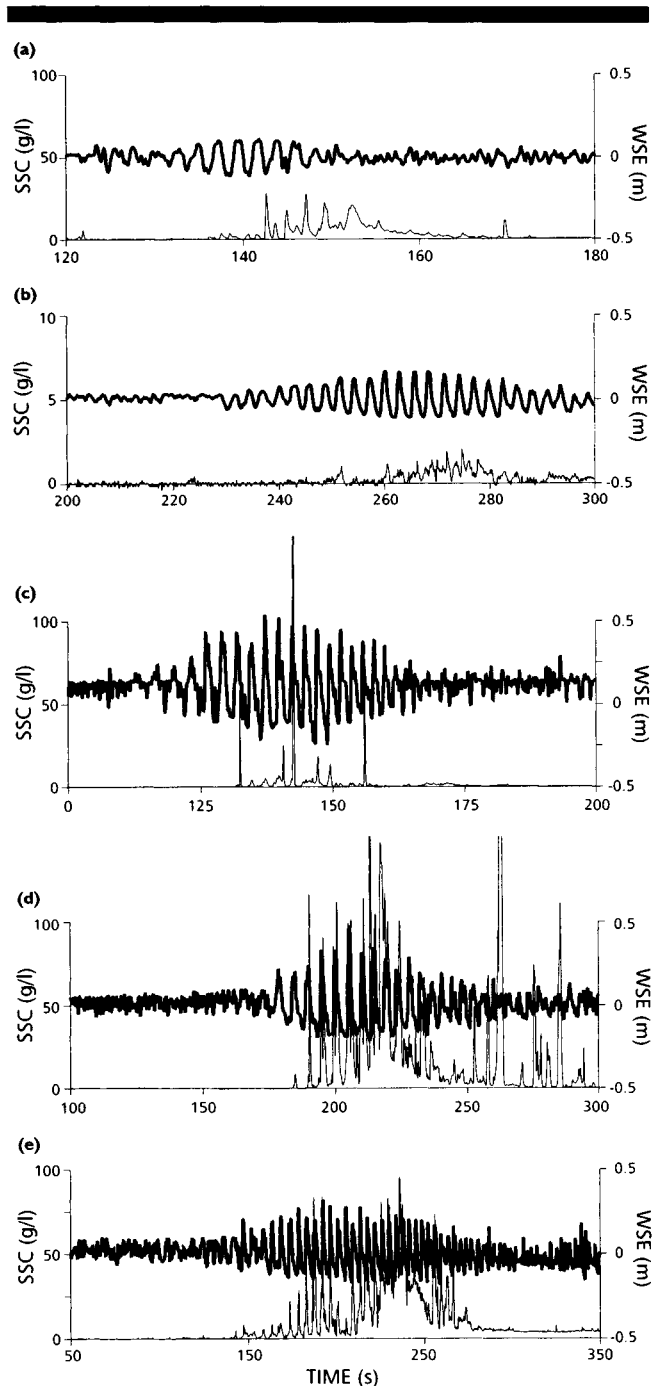 (a)
100
50
0
SSC (g/l)
0.5
0
-0.5
WSE (m)
120 140 160 180
(b)
10
5
0
SSC (g/l)
0.5
0
-0.5
WSE (m)
200 220 240 260 280 300
(c)
100
50
0
SSC (g/l)
0.5
0
-0.5
WSE (m)
0 125 150 175 200
(d)
100
50
0
SSC (g/l)
0.5
0
-0.5
WSE (m)
100 150 200 250 300
(e)
100
50
0
SSC (g/l)
0.5
0
-0.5
WSE (m)
50 150 250 350
TIME (s)